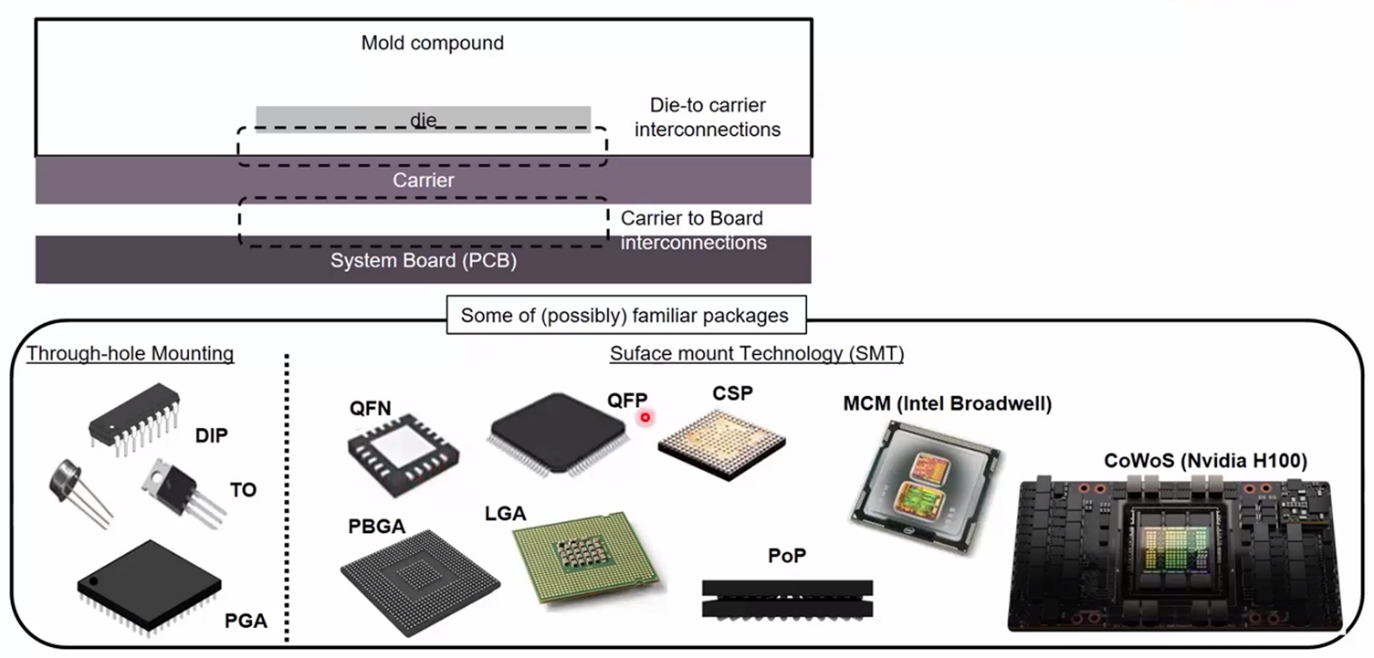 Mold compound
die
Die-to carrier
interconnections
Carrier
Carrier to Board
interconnections
System Board (PCB)
Some of (possibly) familiar packages
Through-hole Mounting
Suface mount Technology (SMT)
DIP
TO
PGA
QFN
QFP
CSP
MCM (Intel Broadwell)
CoWoS (Nvidia H100)
PBGA
LGA
PoP